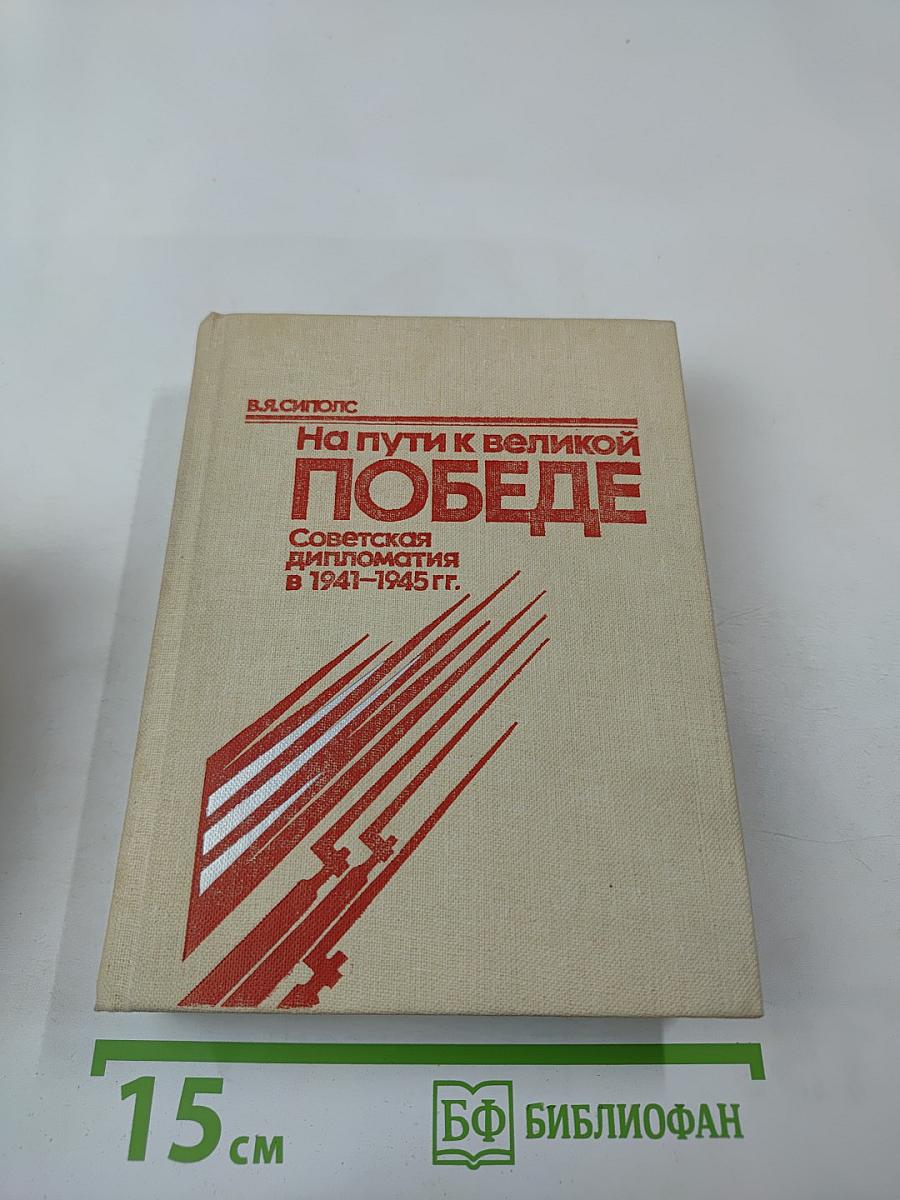 В.Я.СИПОЛС
На пути к великой
ПОБЕДЕ
Советская
дипломатия
в 1941–1945 гг.
15 см
БФ БИБЛИОФАН